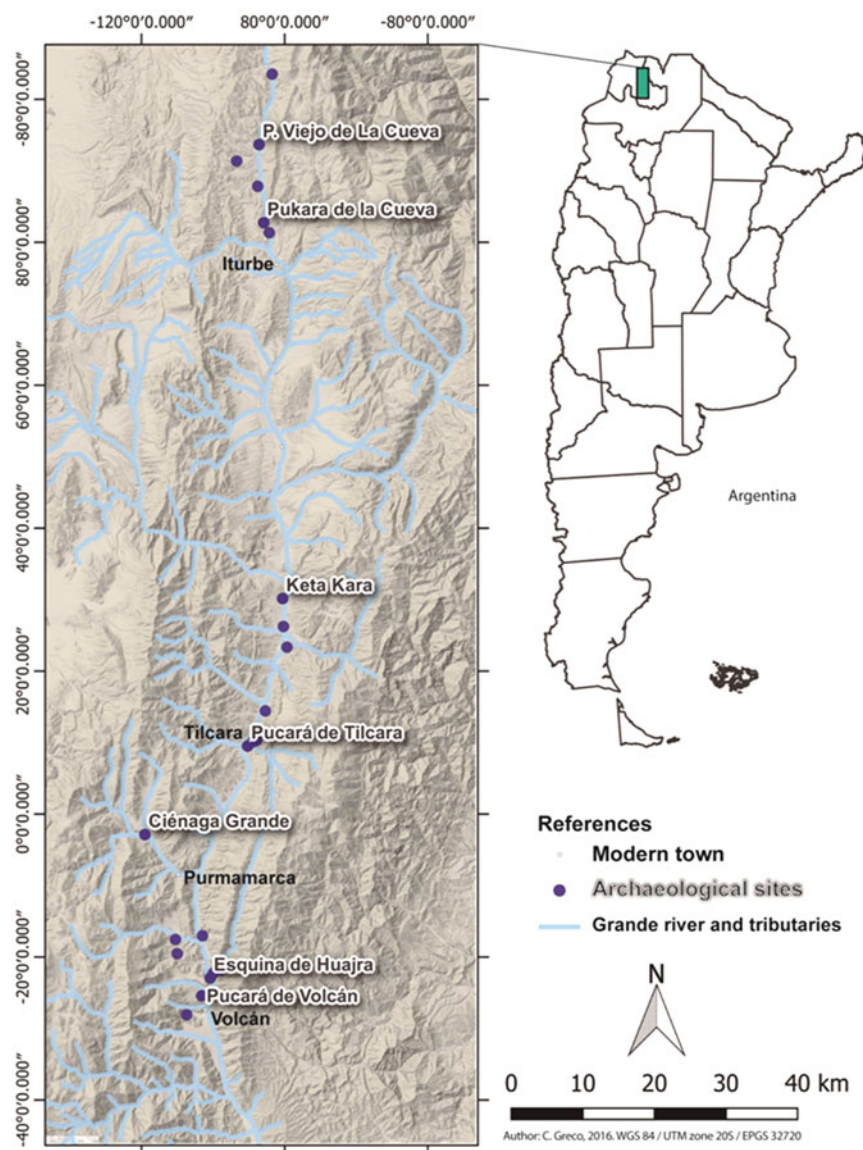 -120°0'0.000" -80°0'0.000" -80°0'0.000"
-80°0'0.000"
80°0'0.000"
60°0'0.000"
40°0'0.000"
20°0'0.000"
0°0'0.000"
-20°0'0.000"
-40°0'0.000"
P. Viejo de La Cueva
Pukara de la Cueva
Iturbe
Keta Kara
Tilcara
Pucará de Tilcara
Ciénaga Grande
Purmamarca
Esquina de Huajra
Pucará de Volcán
Volcán
Argentina
References
Modern town
Archaeological sites
Grande river and tributaries
N
0 10 20 30 40 km
Author: C. Greco, 2016. WGS 84 / UTM zone 20S / EPGS 32720